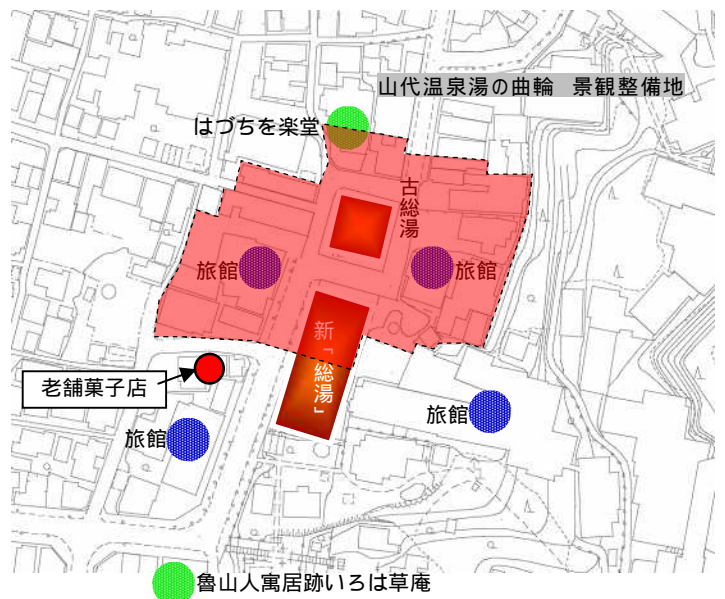 山代温泉湯の曲輪　景観整備地
はづちを楽堂
古総湯
旅館
旅館
新「総湯」
老舗菓子店
旅館
旅館
魯山人寓居跡いろは草庵